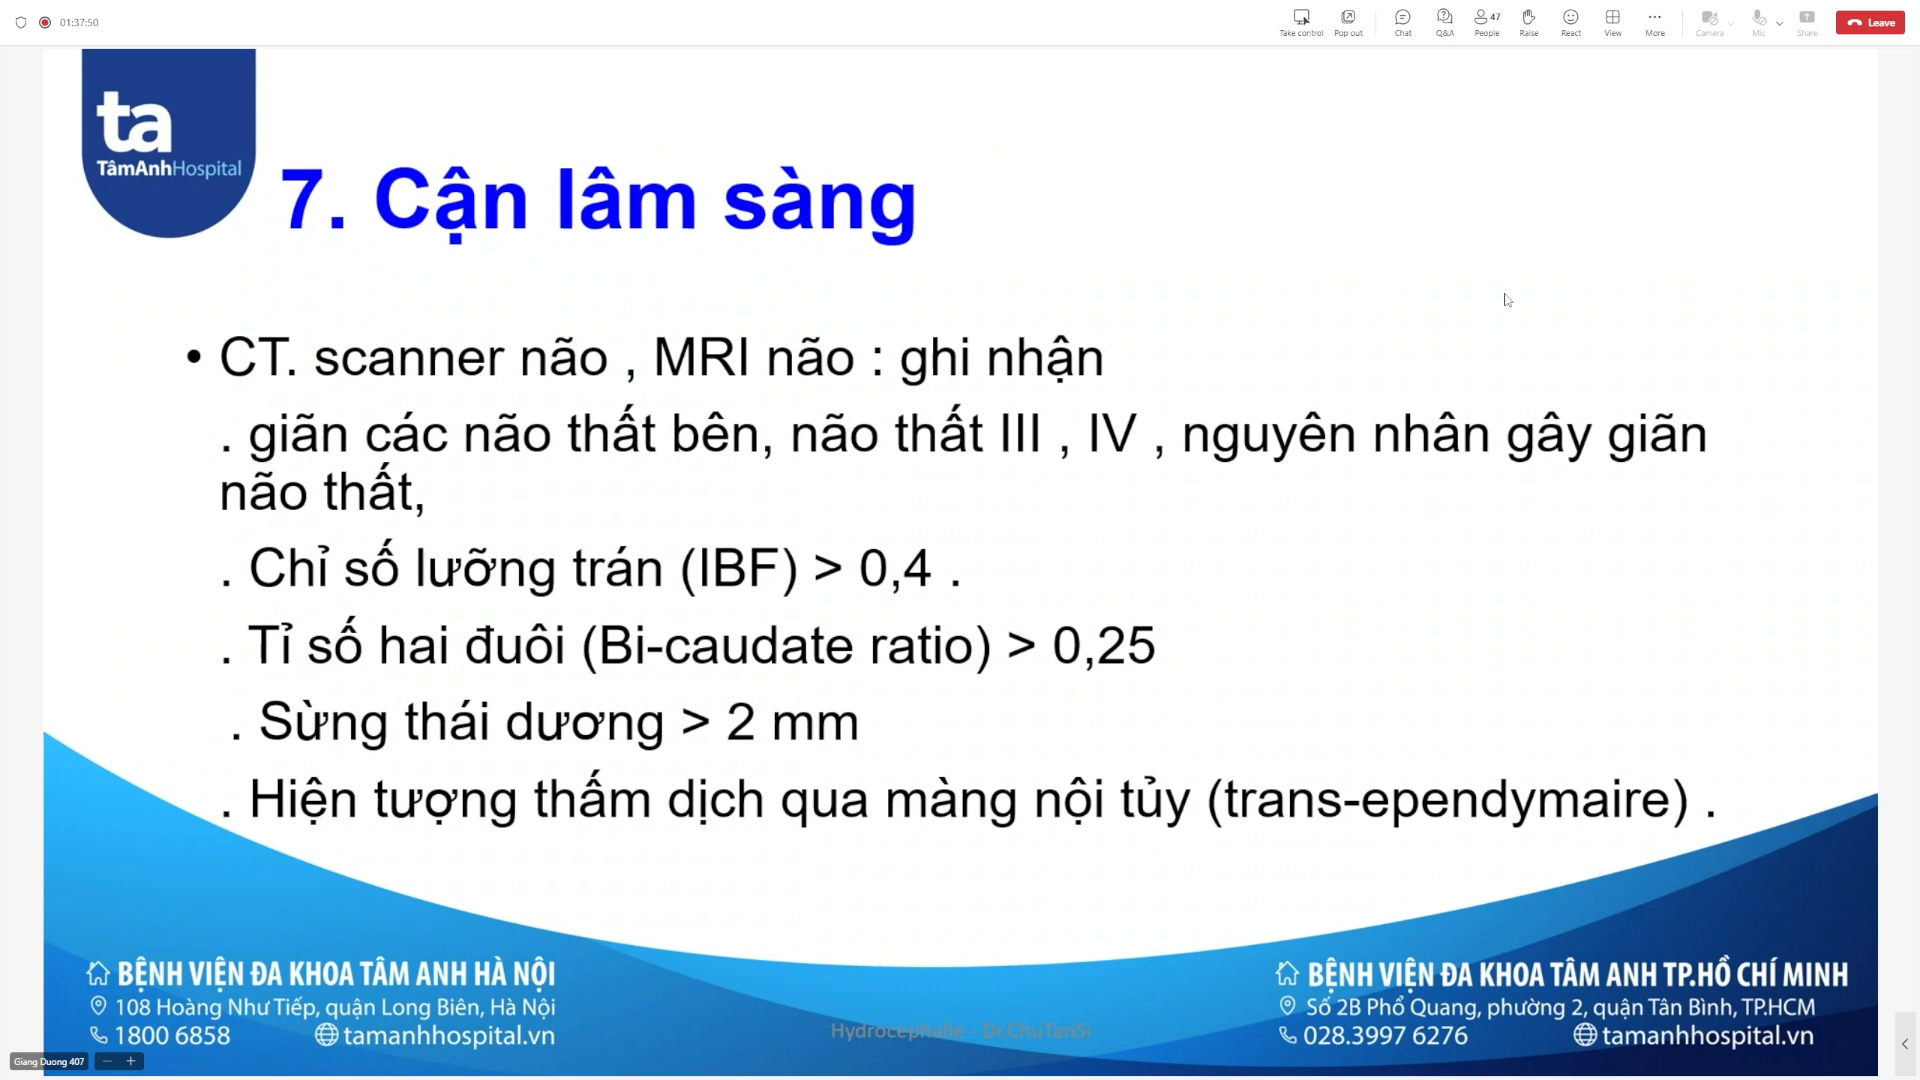 01:37:50
Take control
Pop out
Chat
Q&A
47
People
Raise
React
View
More
Camera
Mic
Share
Leave
ta
TâmAnhHospital
7. Cận lâm sàng
• CT. scanner não , MRI não : ghi nhận
. giãn các não thất bên, não thất III , IV , nguyên nhân gây giãn
não thất,
. Chỉ số lưỡng trán (IBF) > 0,4 .
. Tỉ số hai đuôi (Bi-caudate ratio) > 0,25
. Sừng thái dương > 2 mm
. Hiện tượng thấm dịch qua màng nội tủy (trans-ependymaire) .
BỆNH VIỆN ĐA KHOA TÂM ANH HÀ NỘI
108 Hoàng Như Tiếp, quận Long Biên, Hà Nội
1800 6858
tamanhhospital.vn
Hydrocephalie - Dr.ChuTanSi
BỆNH VIỆN ĐA KHOA TÂM ANH TP.HỒ CHÍ MINH
Số 2B Phổ Quang, phường 2, quận Tân Bình, TP.HCM
028.3997 6276
tamanhhospital.vn
Giang Duong 407